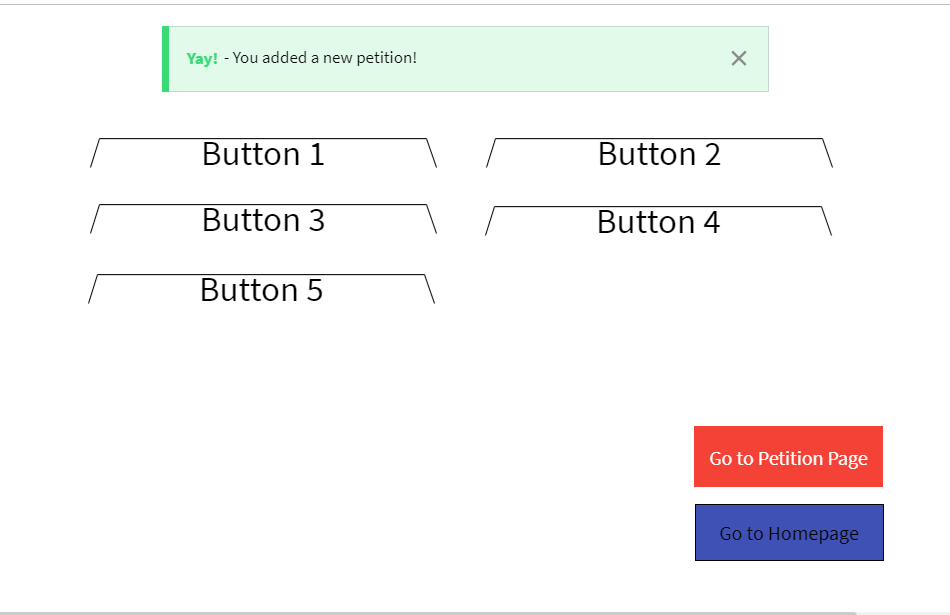 Yay! - You added a new petition!
Button 1
Button 2
Button 3
Button 4
Button 5
Go to Petition Page
Go to Homepage